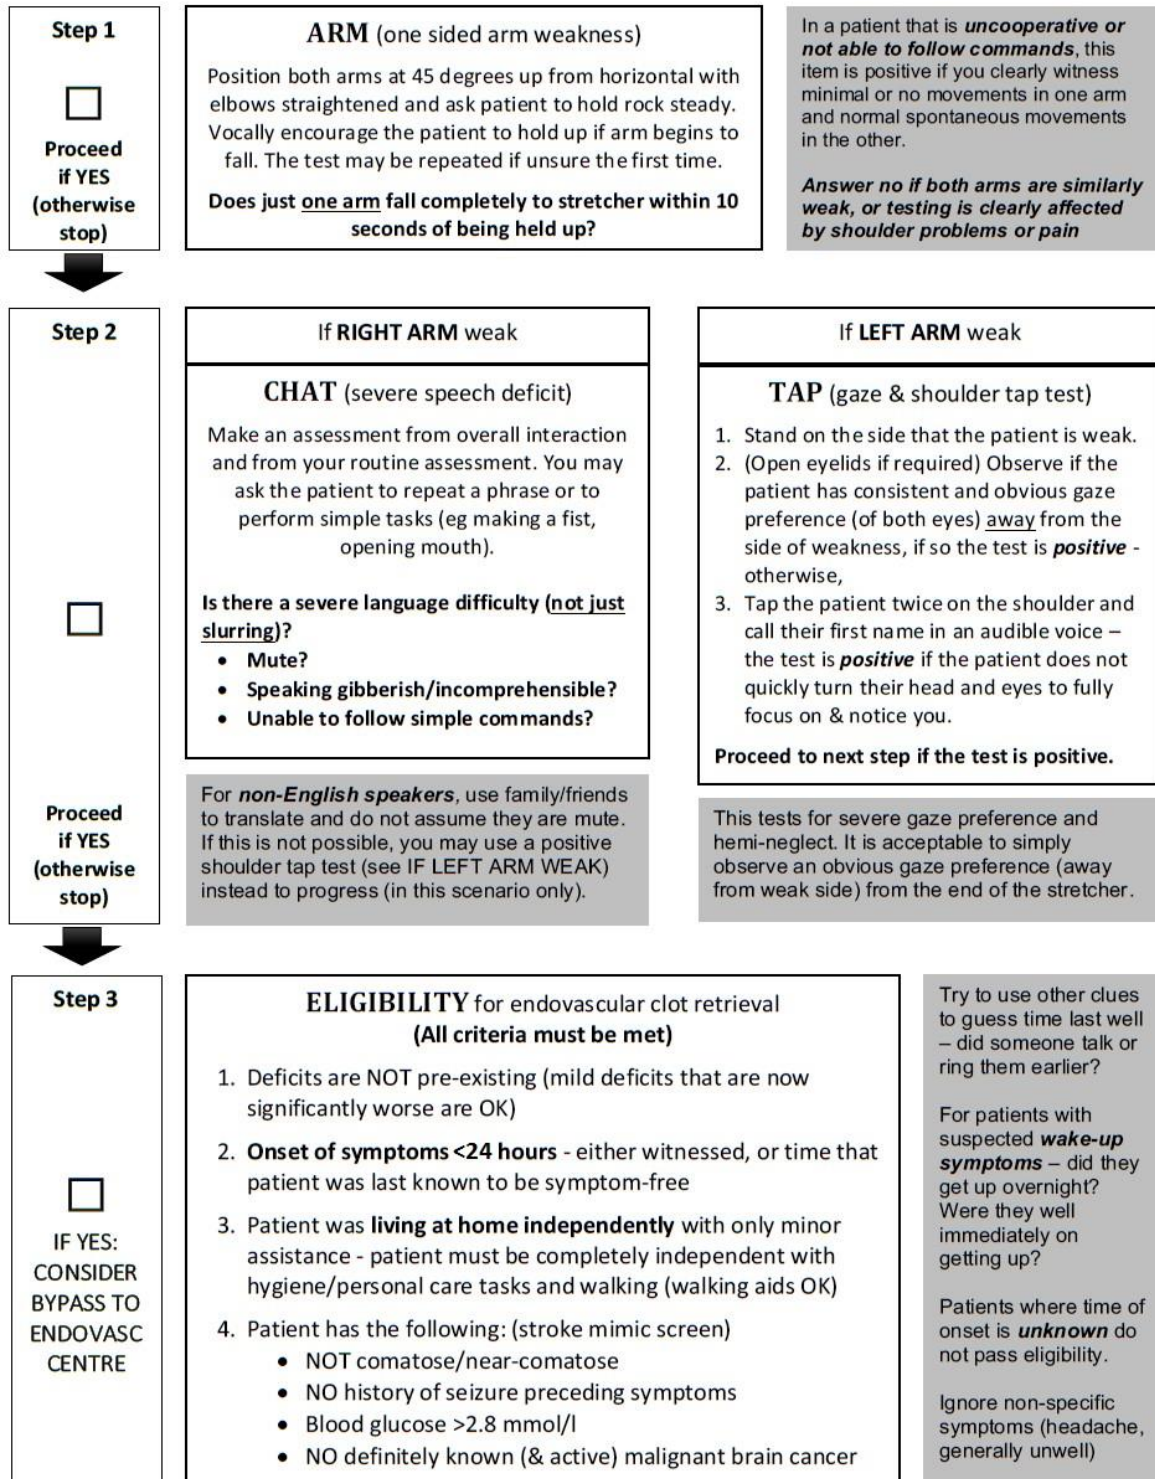 Step 1
Proceed
if YES
(otherwise
stop)
ARM (one sided arm weakness)
Position both arms at 45 degrees up from horizontal with
elbows straightened and ask patient to hold rock steady.
Vocally encourage the patient to hold up if arm begins to
fall. The test may be repeated if unsure the first time.
Does just one arm fall completely to stretcher within 10
seconds of being held up?
In a patient that is uncooperative or
not able to follow commands, this
item is positive if you clearly witness
minimal or no movements in one arm
and normal spontaneous movements
in the other.
Answer no if both arms are similarly
weak, or testing is clearly affected
by shoulder problems or pain
Step 2
Proceed
if YES
(otherwise
stop)
If RIGHT ARM weak
CHAT (severe speech deficit)
Make an assessment from overall interaction
and from your routine assessment. You may
ask the patient to repeat a phrase or to
perform simple tasks (eg making a fist,
opening mouth).
Is there a severe language difficulty (not just
slurring)?
• Mute?
• Speaking gibberish/incomprehensible?
• Unable to follow simple commands?
For non-English speakers, use family/friends
to translate and do not assume they are mute.
If this is not possible, you may use a positive
shoulder tap test (see IF LEFT ARM WEAK)
instead to progress (in this scenario only).
If LEFT ARM weak
TAP (gaze & shoulder tap test)
1. Stand on the side that the patient is weak.
2. (Open eyelids if required) Observe if the
patient has consistent and obvious gaze
preference (of both eyes) away from the
side of weakness, if so the test is positive -
otherwise,
3. Tap the patient twice on the shoulder and
call their first name in an audible voice –
the test is positive if the patient does not
quickly turn their head and eyes to fully
focus on & notice you.
Proceed to next step if the test is positive.
This tests for severe gaze preference and
hemi-neglect. It is acceptable to simply
observe an obvious gaze preference (away
from weak side) from the end of the stretcher.
Step 3
IF YES:
CONSIDER
BYPASS TO
ENDOVASC
CENTRE
ELIGIBILITY for endovascular clot retrieval
(All criteria must be met)
1. Deficits are NOT pre-existing (mild deficits that are now
significantly worse are OK)
2. Onset of symptoms <24 hours - either witnessed, or time that
patient was last known to be symptom-free
3. Patient was living at home independently with only minor
assistance - patient must be completely independent with
hygiene/personal care tasks and walking (walking aids OK)
4. Patient has the following: (stroke mimic screen)
• NOT comatose/near-comatose
• NO history of seizure preceding symptoms
• Blood glucose >2.8 mmol/l
• NO definitely known (& active) malignant brain cancer
Try to use other clues
to guess time last well
– did someone talk or
ring them earlier?
For patients with
suspected wake-up
symptoms – did they
get up overnight?
Were they well
immediately on
getting up?
Patients where time of
onset is unknown do
not pass eligibility.
Ignore non-specific
symptoms (headache,
generally unwell)